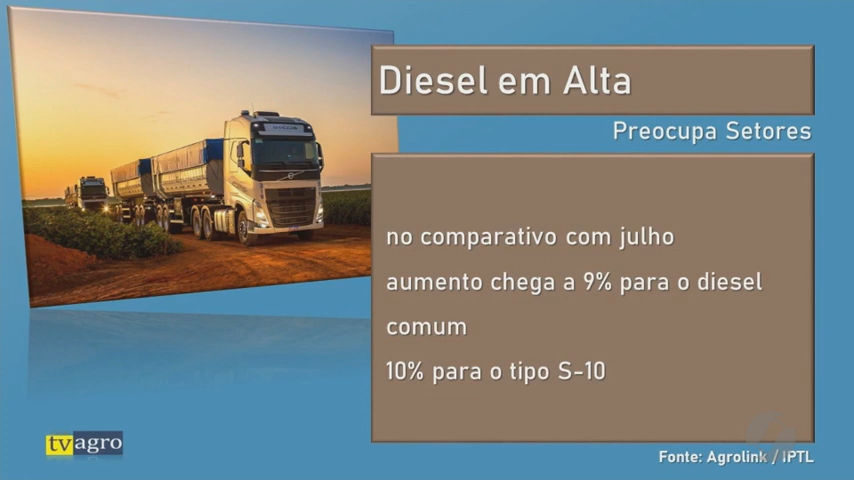 Diesel em Alta
Preocupa Setores
no comparativo com julho
aumento chega a 9% para o diesel
comum
10% para o tipo S-10
tvagro
Fonte: Agrolink / IPTL